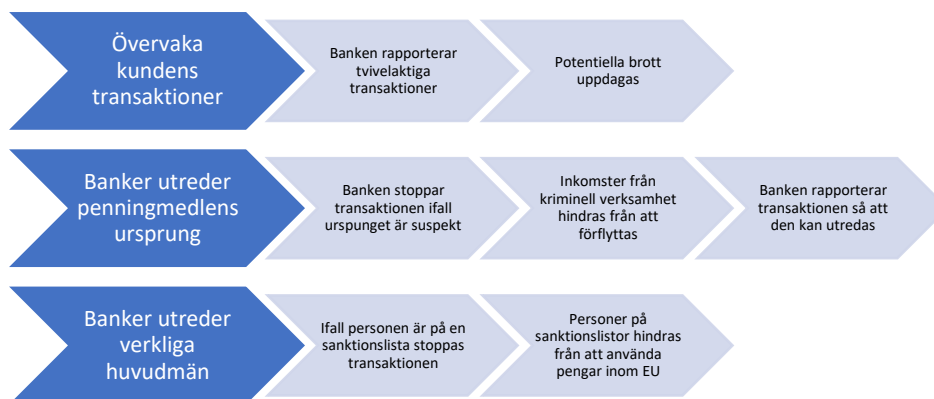 Övervaka
kundens
transaktioner
Banken rapporterar
tvivelaktiga
transaktioner
Potentiella brott
uppdagas
Banker utreder
penningmedlens
ursprung
Banken stoppar
transaktionen ifall
urspunget är suspekt
Inkomster från
kriminell verksamhet
hindras från att
förflyttas
Banken rapporterar
transaktionen så att
den kan utredas
Banker utreder
verkliga
huvudmän
Ifall personen är på en
sanktionslista stoppas
transaktionen
Personer på
sanktionslistor hindras
från att använda
pengar inom EU